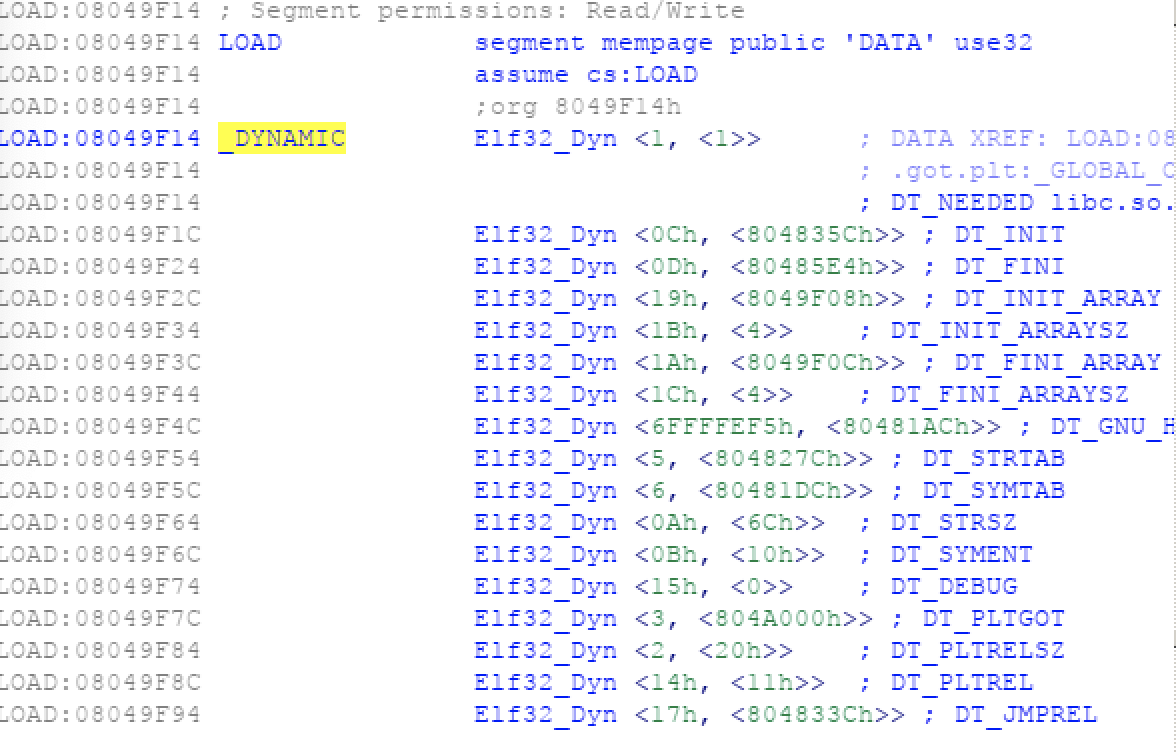 LOAD:08049F14 ; Segment permissions: Read/Write
LOAD:08049F14 LOAD segment mempage public 'DATA' use32
LOAD:08049F14 assume cs:LOAD
LOAD:08049F14 ;org 8049F14h
LOAD:08049F14 _DYNAMIC Elf32_Dyn <1, <1>> ; DATA XREF: LOAD:08
LOAD:08049F14 ; .got.plt:_GLOBAL_O
LOAD:08049F14 ; DT_NEEDED libc.so.
LOAD:08049F1C Elf32_Dyn <0Ch, <804835Ch>> ; DT_INIT
LOAD:08049F24 Elf32_Dyn <0Dh, <80485E4h>> ; DT_FINI
LOAD:08049F2C Elf32_Dyn <19h, <8049F08h>> ; DT_INIT_ARRAY
LOAD:08049F34 Elf32_Dyn <1Bh, <4>> ; DT_INIT_ARRAYSZ
LOAD:08049F3C Elf32_Dyn <1Ah, <8049F0Ch>> ; DT_FINI_ARRAY
LOAD:08049F44 Elf32_Dyn <1Ch, <4>> ; DT_FINI_ARRAYSZ
LOAD:08049F4C Elf32_Dyn <6FFFFEF5h, <80481ACh>> ; DT_GNU_H
LOAD:08049F54 Elf32_Dyn <5, <804827Ch>> ; DT_STRTAB
LOAD:08049F5C Elf32_Dyn <6, <80481DCh>> ; DT_SYMTAB
LOAD:08049F64 Elf32_Dyn <0Ah, <6Ch>> ; DT_STRSZ
LOAD:08049F6C Elf32_Dyn <0Bh, <10h>> ; DT_SYMENT
LOAD:08049F74 Elf32_Dyn <15h, <0>> ; DT_DEBUG
LOAD:08049F7C Elf32_Dyn <3, <804A000h>> ; DT_PLTGOT
LOAD:08049F84 Elf32_Dyn <2, <20h>> ; DT_PLTRELSZ
LOAD:08049F8C Elf32_Dyn <14h, <11h>> ; DT_PLTREL
LOAD:08049F94 Elf32_Dyn <17h, <804833Ch>> ; DT_JMPREL